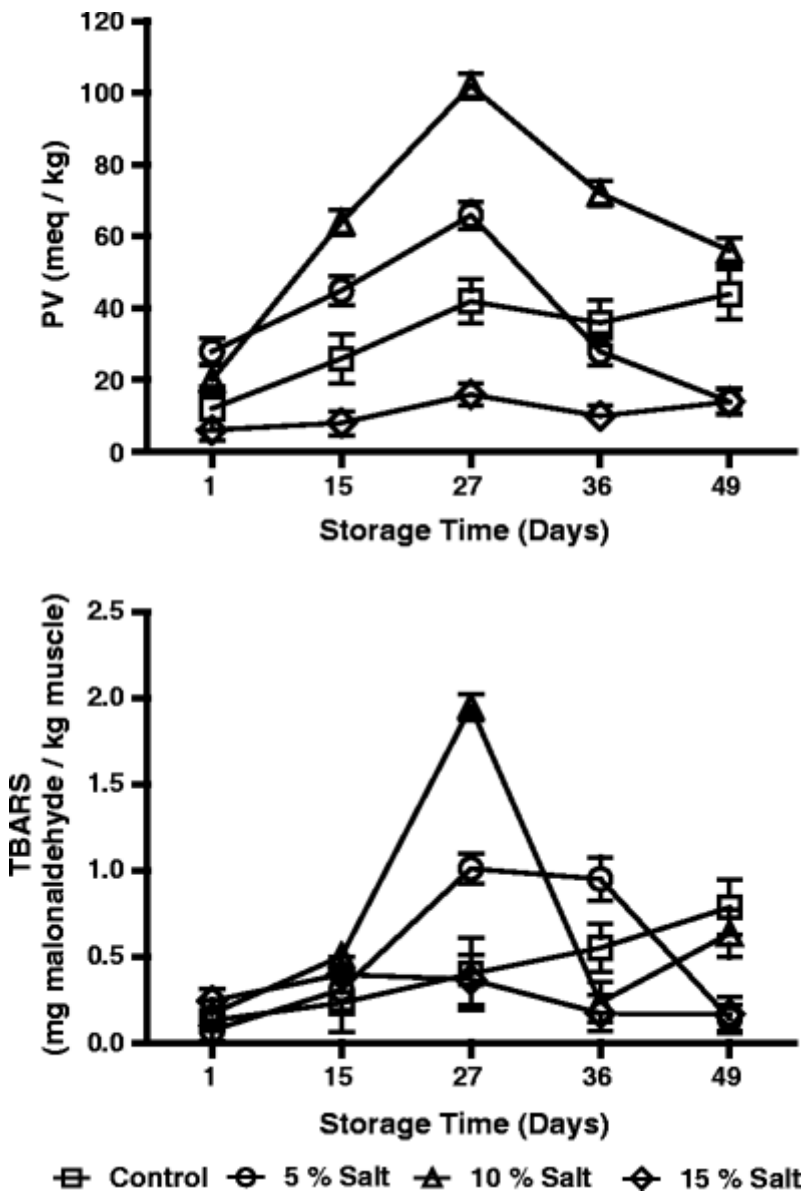 120
100
80
60
40
20
0
PV (meq / kg)
1 15 27 36 49
Storage Time (Days)
2.5
2.0
1.5
1.0
0.5
0.0
TBARS
(mg malonaldehyde / kg muscle)
1 15 27 36 49
Storage Time (Days)
Control 5 % Salt 10 % Salt 15 % Salt